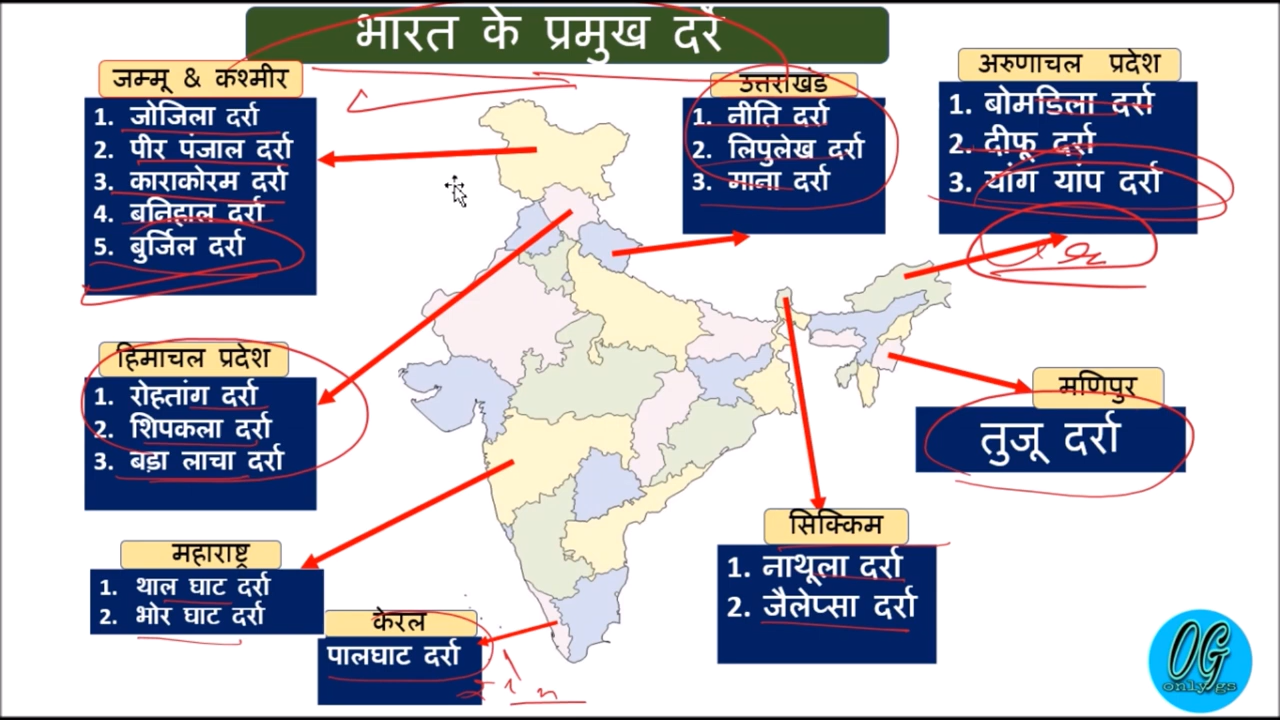 भारत के प्रमुख दर्रे
जम्मू & कश्मीर
1. जोजिला दर्रा
2. पीर पंजाल दर्रा
3. काराकोरम दर्रा
4. बनिहाल दर्रा
5. बुर्जिल दर्रा
उत्तराखंड
1. नीति दर्रा
2. लिपुलेख दर्रा
3. माना दर्रा
अरुणाचल प्रदेश
1. बोमडिला दर्रा
2. दीफू दर्रा
3. यांग यांप दर्रा
हिमाचल प्रदेश
1. रोहतांग दर्रा
2. शिपकला दर्रा
3. बड़ा लाचा दर्रा
मणिपुर
तुजू दर्रा
महाराष्ट्र
1. थाल घाट दर्रा
2. भोर घाट दर्रा
केरल
पालघाट दर्रा
सिक्किम
1. नाथूला दर्रा
2. जैलेप्सा दर्रा
OG
only gs